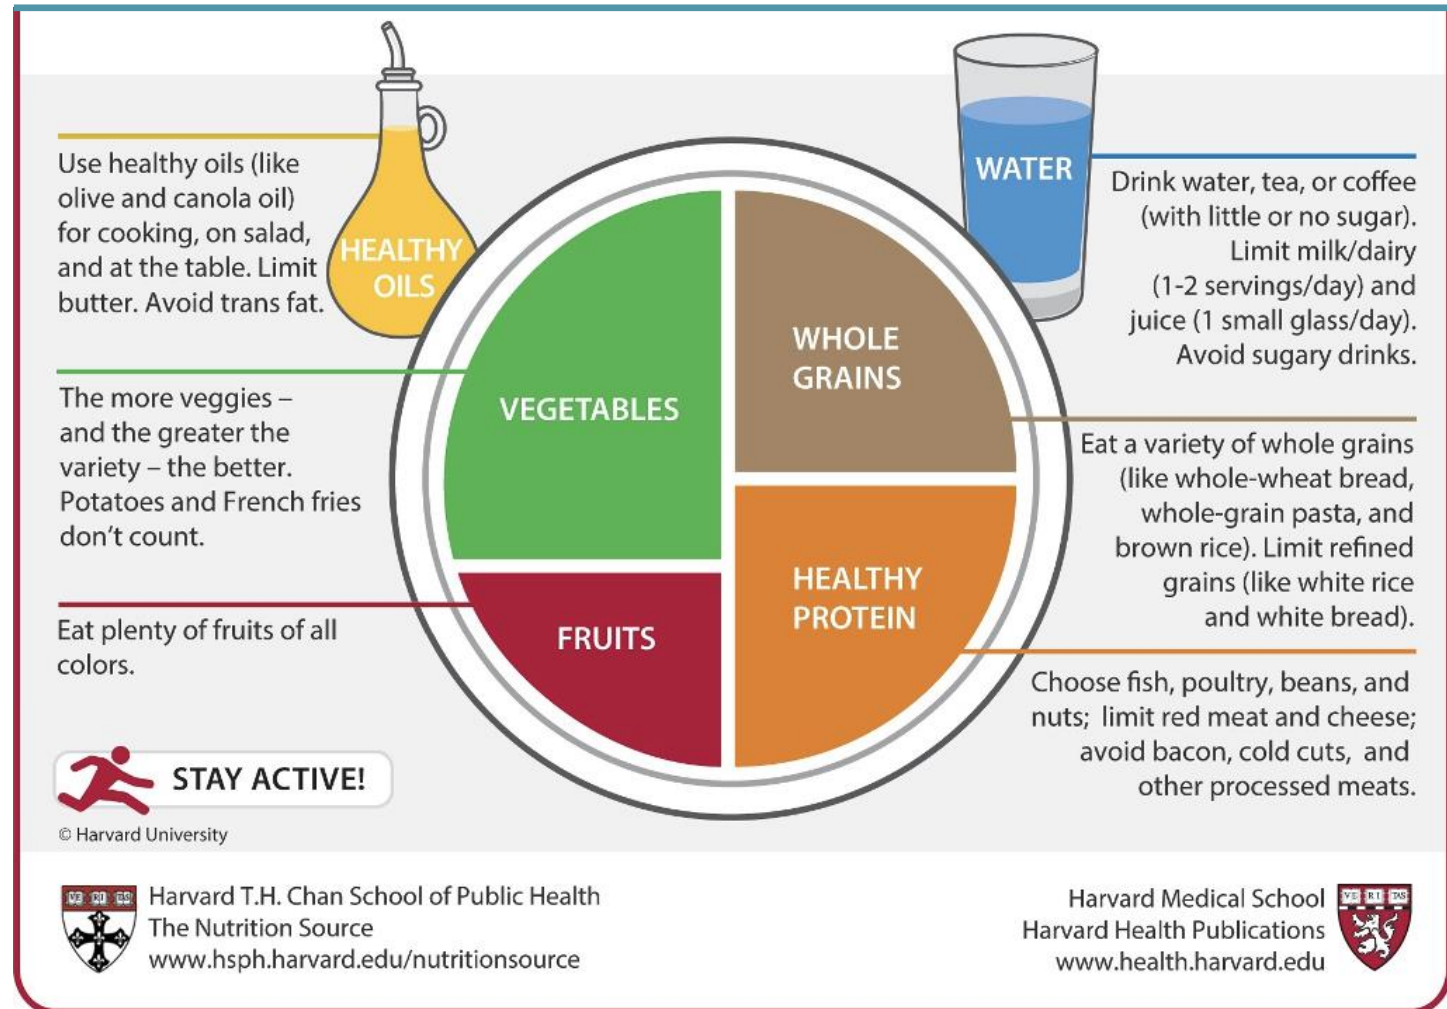 Use healthy oils (like
olive and canola oil)
for cooking, on salad,
and at the table. Limit
butter. Avoid trans fat.
HEALTHY
OILS
The more veggies –
and the greater the
variety – the better.
Potatoes and French fries
don’t count.
Eat plenty of fruits of all
colors.
STAY ACTIVE!
© Harvard University
VEGETABLES
FRUITS
WHOLE
GRAINS
HEALTHY
PROTEIN
WATER
Drink water, tea, or coffee
(with little or no sugar).
Limit milk/dairy
(1-2 servings/day) and
juice (1 small glass/day).
Avoid sugary drinks.
Eat a variety of whole grains
(like whole-wheat bread,
whole-grain pasta, and
brown rice). Limit refined
grains (like white rice
and white bread).
Choose fish, poultry, beans, and
nuts; limit red meat and cheese;
avoid bacon, cold cuts, and
other processed meats.
VE RI TAS
Harvard T.H. Chan School of Public Health
The Nutrition Source
www.hsph.harvard.edu/nutritionsource
Harvard Medical School
Harvard Health Publications
www.health.harvard.edu
VE RI TAS